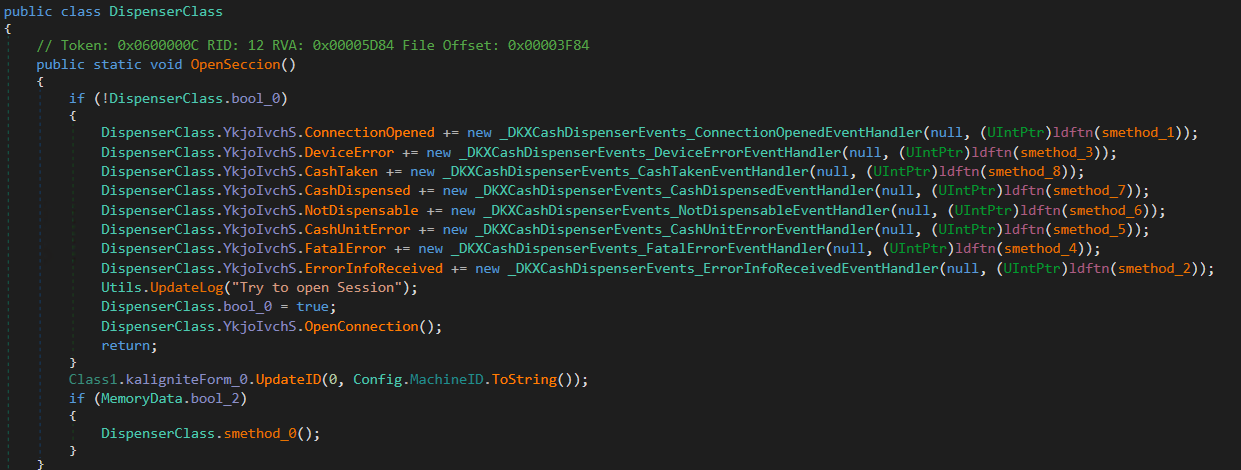 public class DispenserClass
{
// Token: 0x0600000C RID: 12 RVA: 0x00005D84 File Offset: 0x00003F84
public static void OpenSeccion()
{
if (!DispenserClass.bool_0)
{
DispenserClass.YkjoIvchS.ConnectionOpened += new _DKXCashDispenserEvents_ConnectionOpenedEventHandler(null, (UIntPtr)ldftn(smethod_1));
DispenserClass.YkjoIvchS.DeviceError += new _DKXCashDispenserEvents_DeviceErrorEventHandler(null, (UIntPtr)ldftn(smethod_3));
DispenserClass.YkjoIvchS.CashTaken += new _DKXCashDispenserEvents_CashTakenEventHandler(null, (UIntPtr)ldftn(smethod_8));
DispenserClass.YkjoIvchS.CashDispensed += new _DKXCashDispenserEvents_CashDispensedEventHandler(null, (UIntPtr)ldftn(smethod_7));
DispenserClass.YkjoIvchS.NotDispensable += new _DKXCashDispenserEvents_NotDispensableEventHandler(null, (UIntPtr)ldftn(smethod_6));
DispenserClass.YkjoIvchS.CashUnitError += new _DKXCashDispenserEvents_CashUnitErrorEventHandler(null, (UIntPtr)ldftn(smethod_5));
DispenserClass.YkjoIvchS.FatalError += new _DKXCashDispenserEvents_FatalErrorEventHandler(null, (UIntPtr)ldftn(smethod_4));
DispenserClass.YkjoIvchS.ErrorInfoReceived += new _DKXCashDispenserEvents_ErrorInfoReceivedEventHandler(null, (UIntPtr)ldftn(smethod_2));
Utils.UpdateLog("Try to open Session");
DispenserClass.bool_0 = true;
DispenserClass.YkjoIvchS.OpenConnection();
return;
}
Class1.kaligniteForm_0.UpdateID(0, Config.MachineID.ToString());
if (MemoryData.bool_2)
{
DispenserClass.smethod_0();
}
}